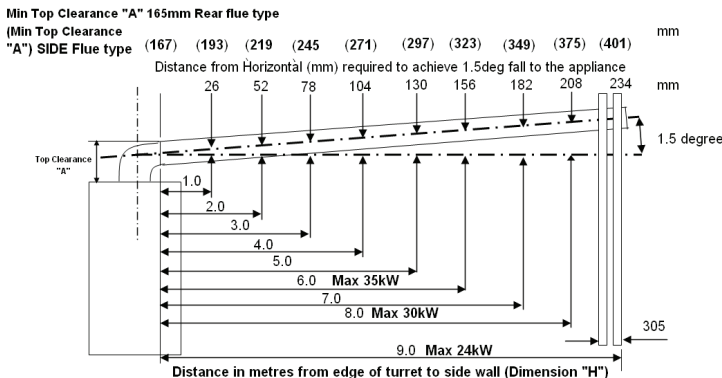 Min Top Clearance "A" 165mm Rear flue type
(Min Top Clearance mm
"A") SIDE Flue type (167) (193) (219 (245 (271) (297) (323) (349) (375) (401)
Distance from Horizontal (mm) required to achieve 1.5deg fall to the appliance
26 52 78 104 130 156 182 208 234 mm
1.5 degree
Top Clearance
"A"
1.0
2.0
3.0
4.0
5.0
6.0 Max 35kW
7.0
8.0 Max 30kW
305
9.0 Max 24kW
Distance in metres from edge of turret to side wall (Dimension "H")